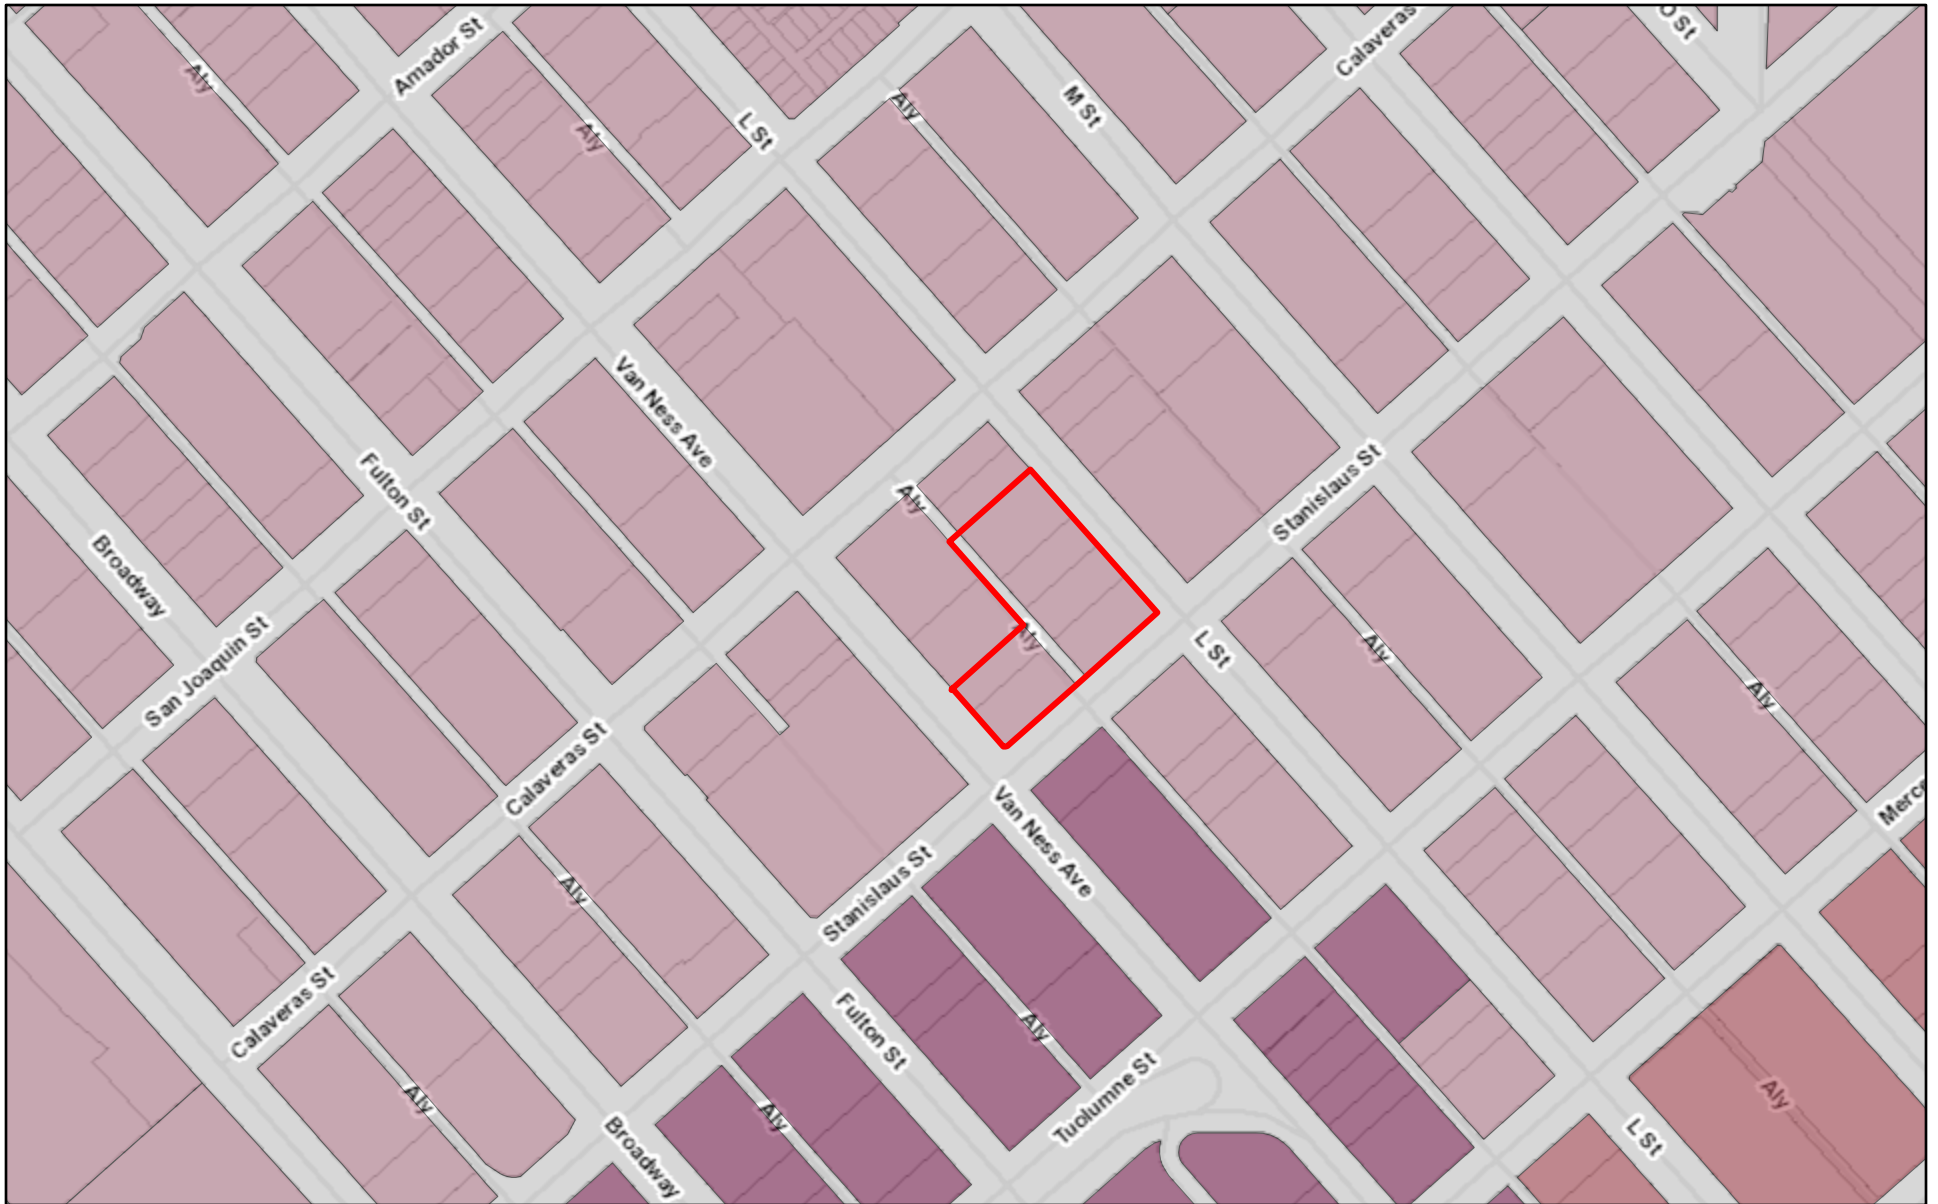 O St
Calaveras
Amador St
Aly
Aly
L St
Aly
M St
Van Ness Ave
Fulton St
Aly
Stanislaus St
Broadway
San Joaquin St
Aly
L St
Aly
Aly
Calaveras St
Van Ness Ave
Merc
Stanislaus St
Aly
Calaveras St
Fulton St
Aly
Aly
Tuolumne St
Aly
Aly
Broadway
L St